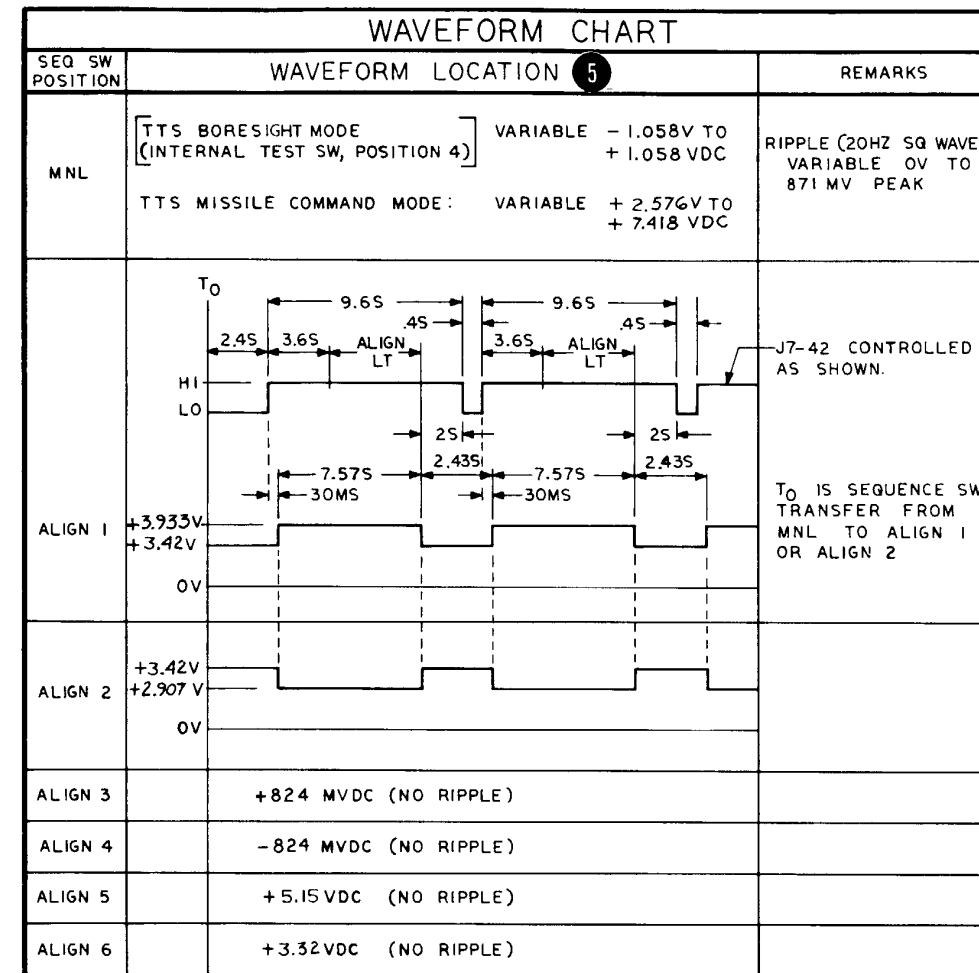 WAVEFORM CHART
SEQ SW POSITION
WAVEFORM LOCATION 5
REMARKS
MNL
[TTS BORESIGHT MODE
(INTERNAL TEST SW, POSITION 4)]
VARIABLE - 1.058V TO
+ 1.058 VDC
TTS MISSILE COMMAND MODE: VARIABLE + 2.576V TO
+ 7.418 VDC
RIPPLE (20HZ SQ WAVE
VARIABLE 0V TO
871 MV PEAK
ALIGN 1
T0
9.6S 9.6S
.4S .4S
2.4S 3.6S ALIGN LT 3.6S ALIGN LT
HI
LO
J7-42 CONTROLLED
AS SHOWN.
2S 2S
7.57S 2.43S 7.57S 2.43S
30MS 30MS
+3.933V
+3.42V
0V
T0 IS SEQUENCE SW
TRANSFER FROM
MNL TO ALIGN 1
OR ALIGN 2
ALIGN 2
+3.42V
+2.907 V
0V
ALIGN 3 +824 MVDC (NO RIPPLE)
ALIGN 4 -824 MVDC (NO RIPPLE)
ALIGN 5 +5.15 VDC (NO RIPPLE)
ALIGN 6 +3.32VDC (NO RIPPLE)